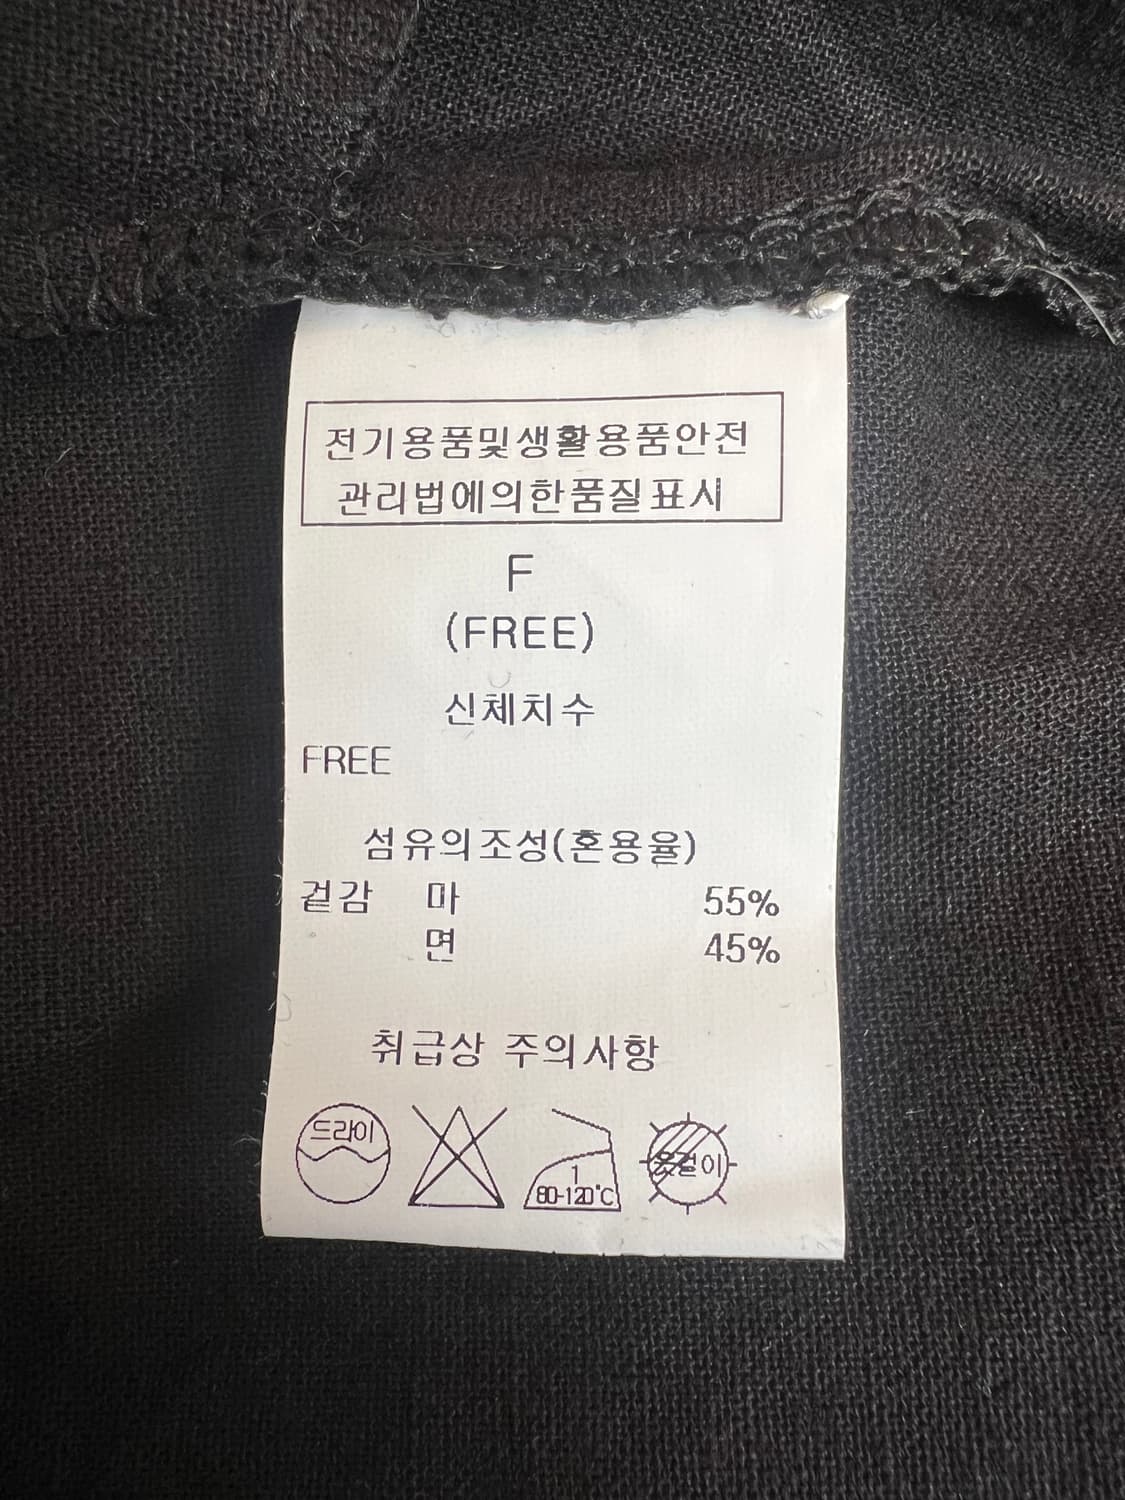 전기용품및생활용품안전
관리법에의한품질표시
F
(FREE)
신체치수
FREE
섬유의조성(혼용율)
겉감 마 55%
면 45%
취급상 주의사항
드라이
1
80-120℃
옷걸이